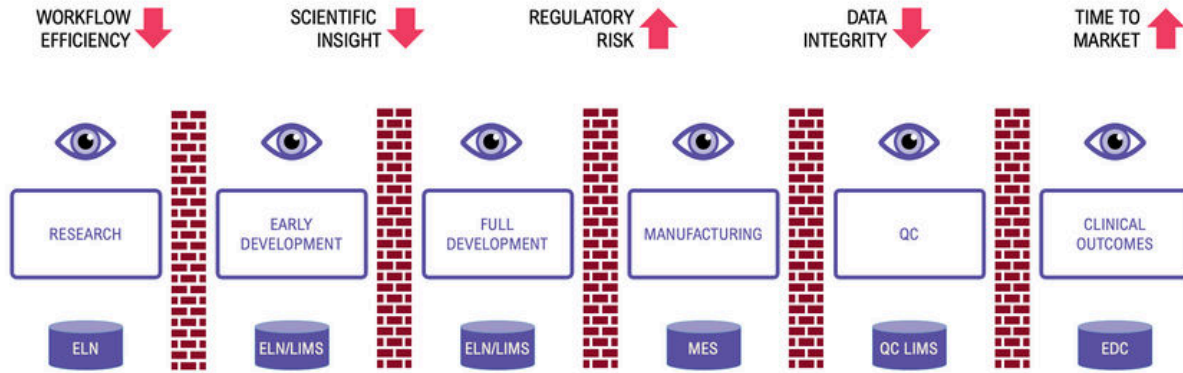 WORKFLOW
EFFICIENCY
SCIENTIFIC
INSIGHT
REGULATORY
RISK
DATA
INTEGRITY
TIME TO
MARKET
RESEARCH
EARLY
DEVELOPMENT
FULL
DEVELOPMENT
MANUFACTURING
QC
CLINICAL
OUTCOMES
ELN
ELN/LIMS
ELN/LIMS
MES
QC LIMS
EDC